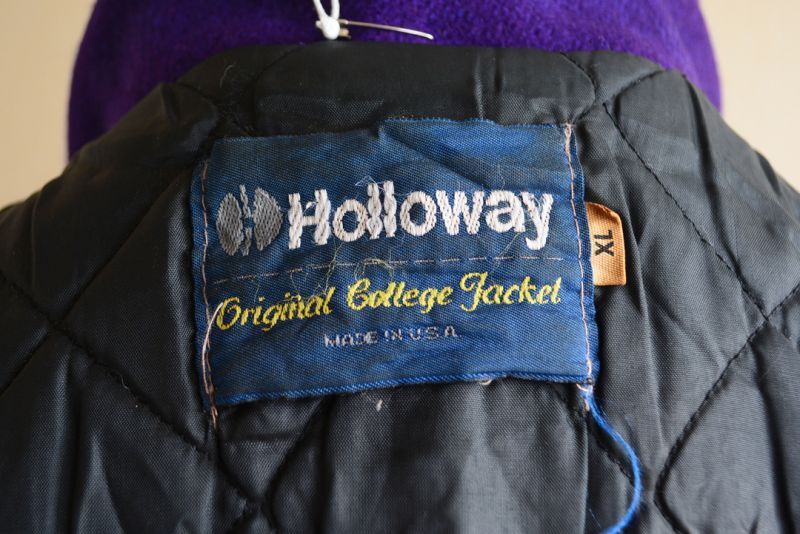 Holloway
XL
Original College Jacket
MADE IN U.S.A.